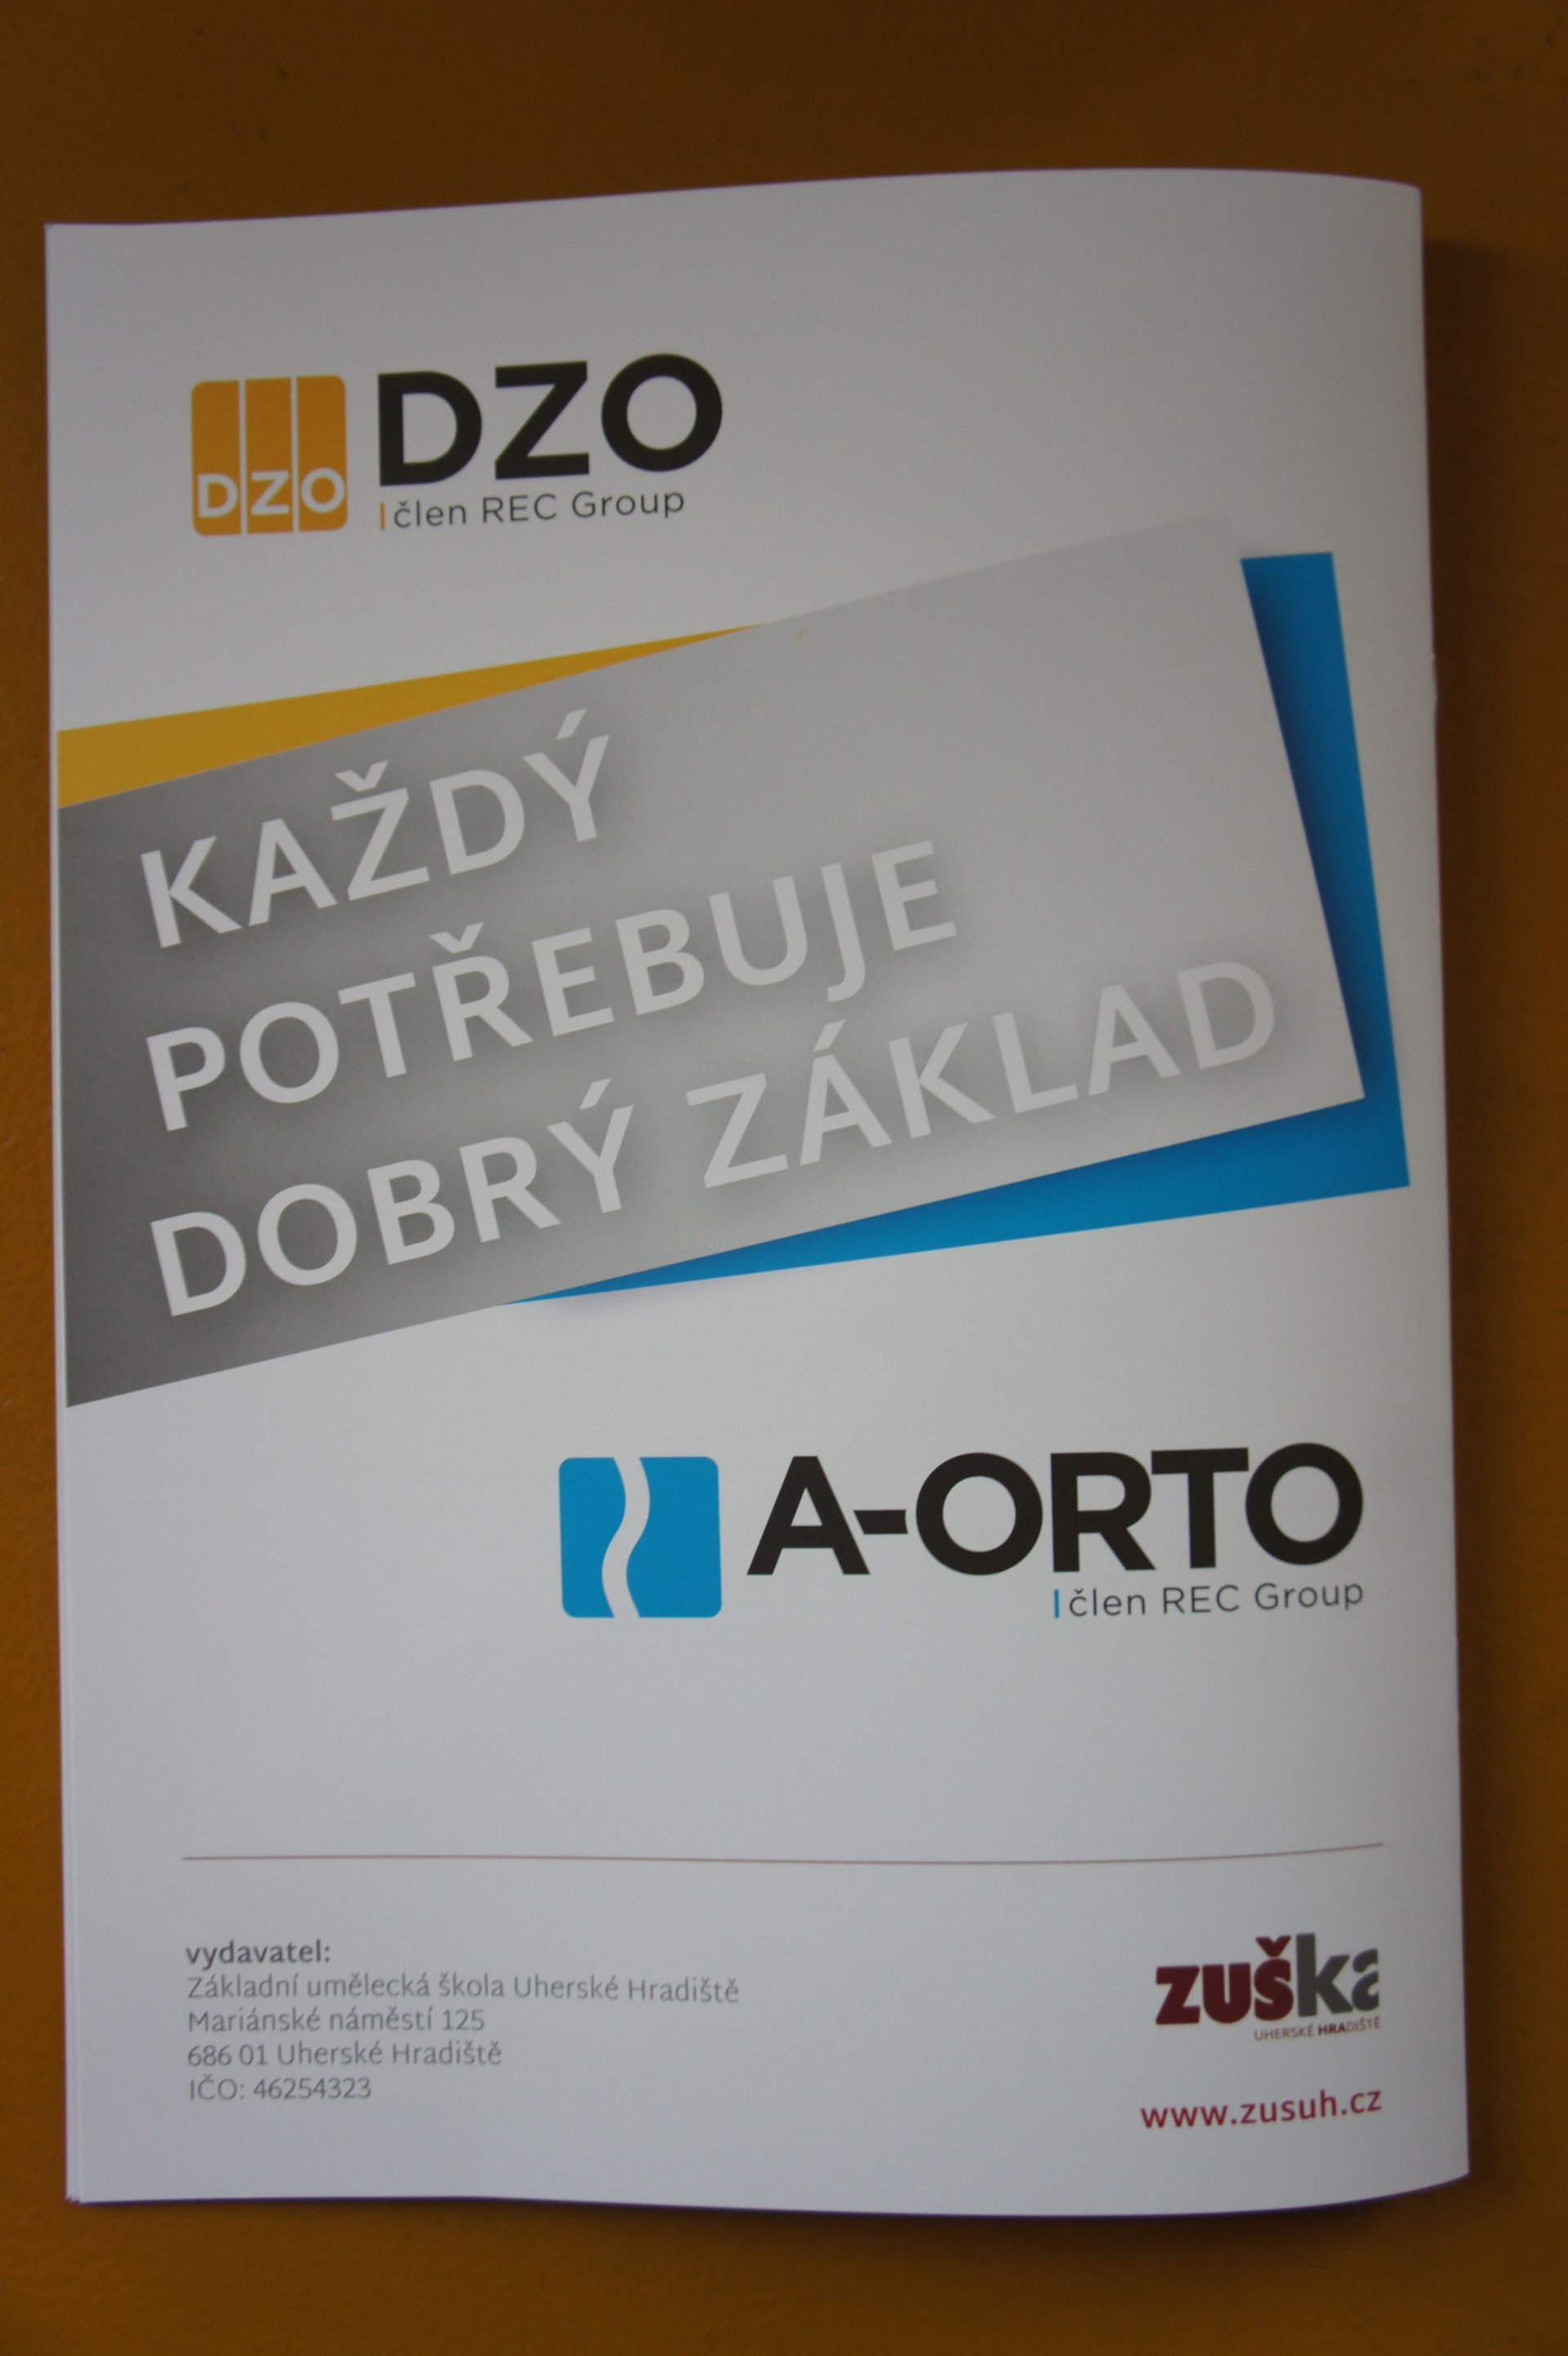 DZO
DZO
člen REC Group
KAŽDÝ
POTŘEBUJE
DOBRÝ ZÁKLAD
A-ORTO
člen REC Group
vydavatel:
Základní umělecká škola Uherské Hradiště
Mariánské náměstí 125
686 01 Uherské Hradiště
IČO: 46254323
zuška
UHERSKÉ HRADIŠTĚ
www.zusuh.cz